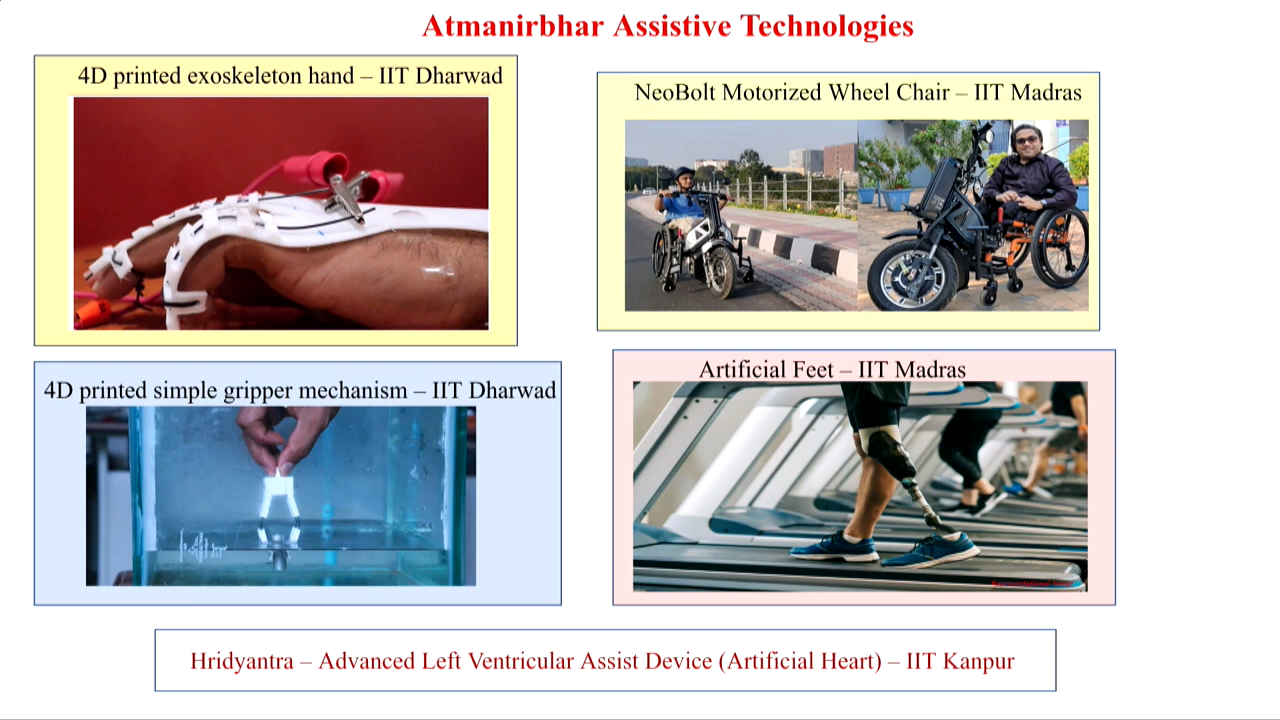 Atmanirbhar Assistive Technologies
4D printed exoskeleton hand – IIT Dharwad
NeoBolt Motorized Wheel Chair – IIT Madras
4D printed simple gripper mechanism – IIT Dharwad
Artificial Feet – IIT Madras
Hridyantra – Advanced Left Ventricular Assist Device (Artificial Heart) – IIT Kanpur